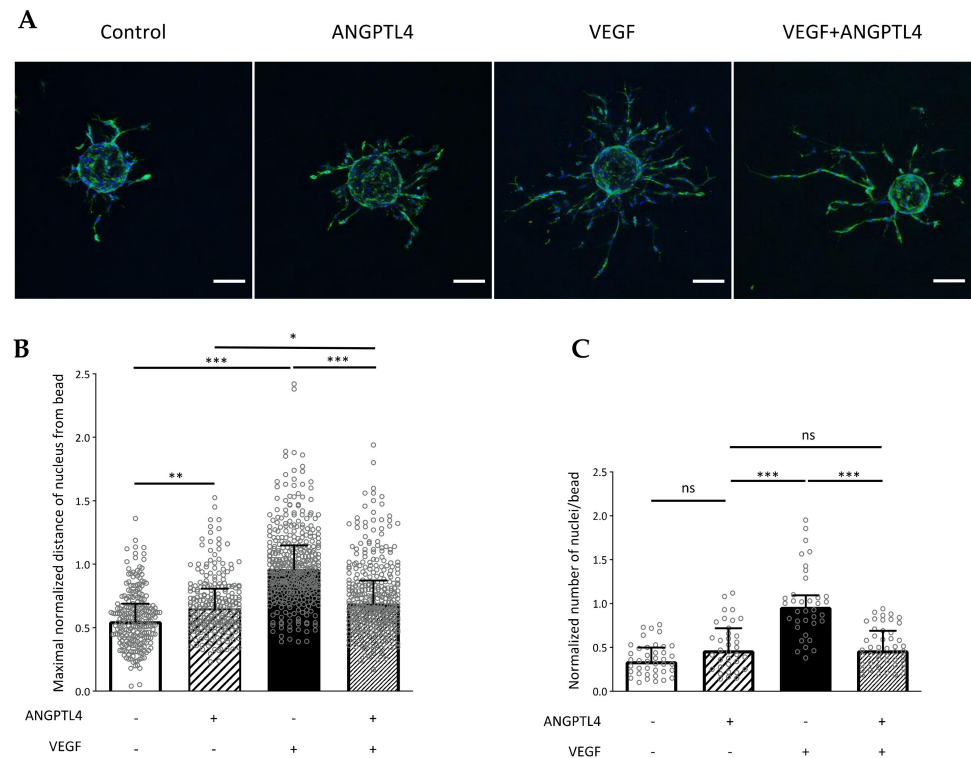 A
Control ANGPTL4 VEGF VEGF+ANGPTL4
B
*
*** ***
**
Maximal normalized distance of nucleus from bead
2.5
2.0
1.5
1.0
0.5
0.0
ANGPTL4 - + - +
VEGF - - + +
C
ns
ns *** ***
Normalized number of nuclei/bead
2.5
2.0
1.5
1.0
0.5
0.0
ANGPTL4 - + - +
VEGF - - + +